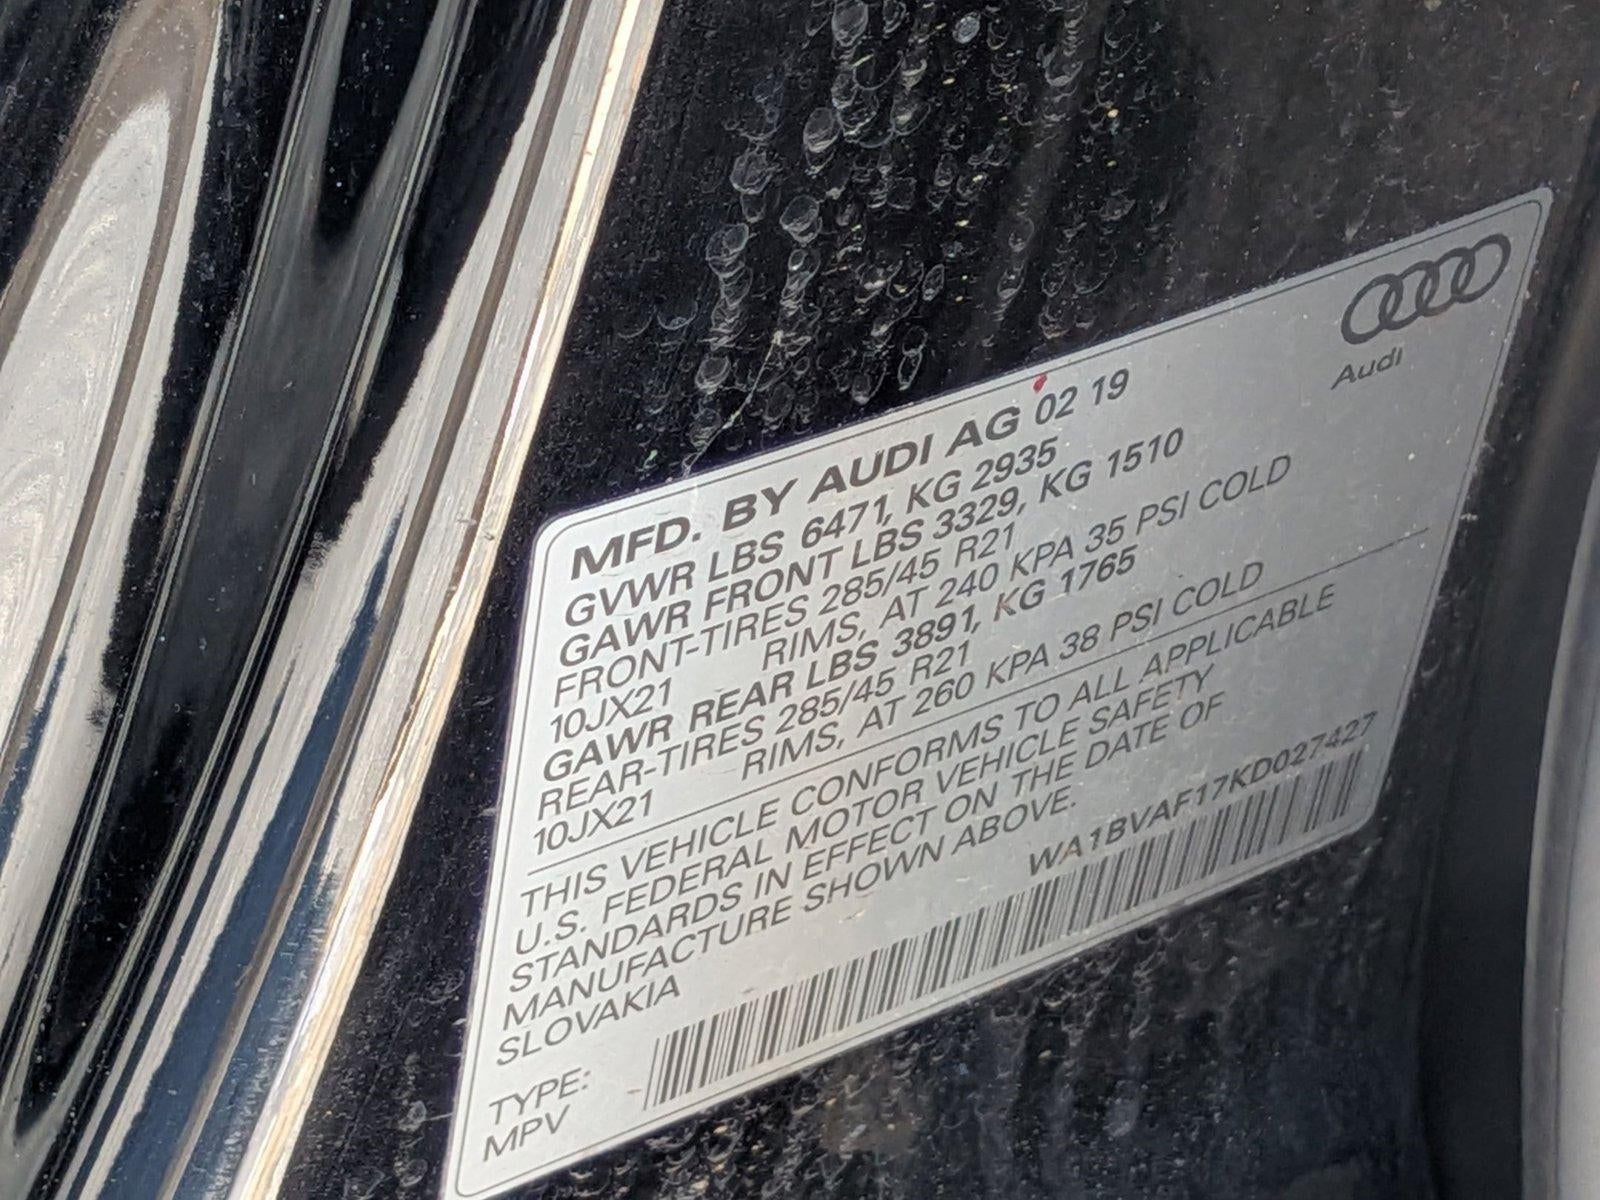 Audi
MFD. BY AUDI AG 02 19
GVWR LBS 6471, KG 2935
GAWR FRONT LBS 3329, KG 1510
FRONT-TIRES 285/45 R21
10JX21 RIMS, AT 240 KPA 35 PSI COLD
GAWR REAR LBS 3891, KG 1765
REAR-TIRES 285/45 R21
10JX21 RIMS, AT 260 KPA 38 PSI COLD
THIS VEHICLE CONFORMS TO ALL APPLICABLE
U.S. FEDERAL MOTOR VEHICLE SAFETY
STANDARDS IN EFFECT ON THE DATE OF
MANUFACTURE SHOWN ABOVE.
SLOVAKIA
WA1BVAF17KD027427
TYPE:
MPV